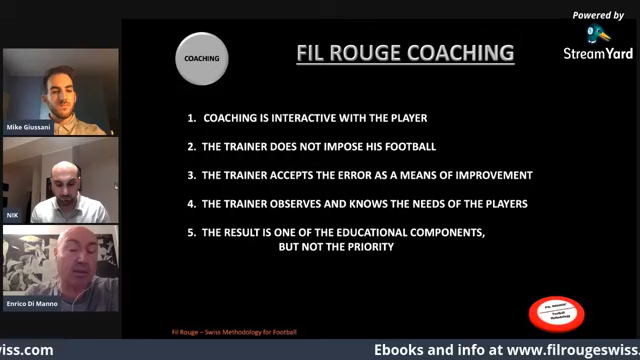 Powered by
StreamYard
COACHING
FIL ROUGE COACHING
1. COACHING IS INTERACTIVE WITH THE PLAYER
2. THE TRAINER DOES NOT IMPOSE HIS FOOTBALL
3. THE TRAINER ACCEPTS THE ERROR AS A MEANS OF IMPROVEMENT
4. THE TRAINER OBSERVES AND KNOWS THE NEEDS OF THE PLAYERS
5. THE RESULT IS ONE OF THE EDUCATIONAL COMPONENTS,
BUT NOT THE PRIORITY
Mike Giussani
NIK
Enrico Di Manno
Fil Rouge – Swiss Methodology for Football
wiss.com
Ebooks and info at www.filrougeswiss.